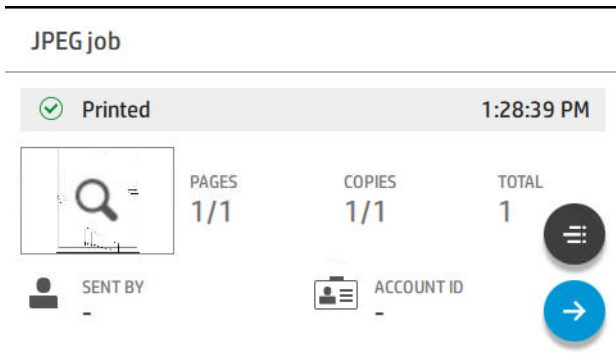 JPEG job
Printed 1:28:39 PM
PAGES COPIES TOTAL
1/1 1/1 1
SENT BY ACCOUNT ID
- -